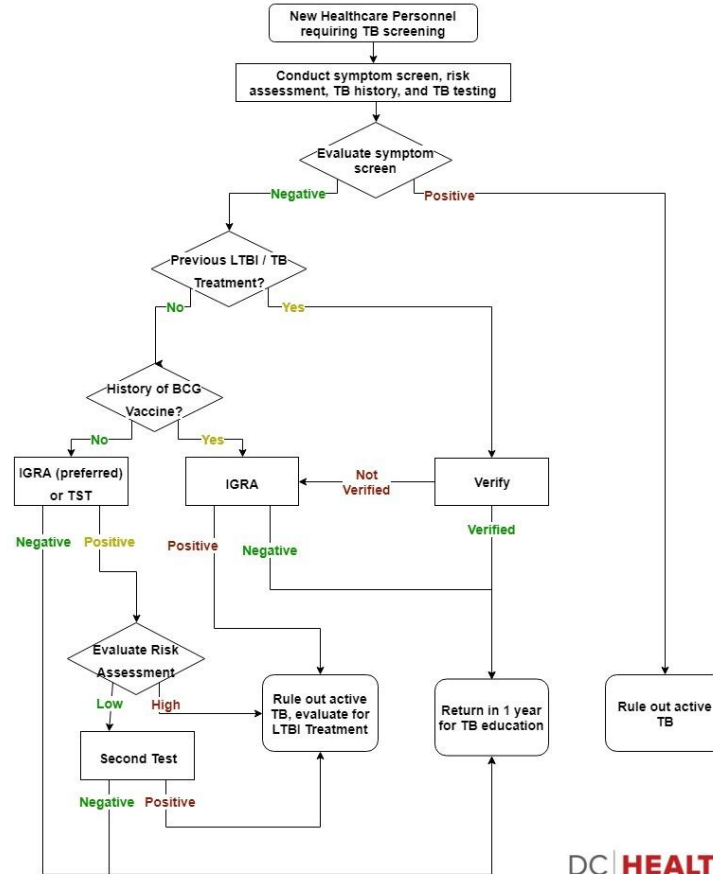 New Healthcare Personnel
requiring TB screening
Conduct symptom screen, risk
assessment, TB history, and TB testing
Evaluate symptom
screen
Negative
Positive
Previous LTBI / TB
Treatment?
No
Yes
History of BCG
Vaccine?
No
Yes
IGRA (preferred)
or TST
IGRA
Not
Verified
Verify
Negative
Positive
Positive
Negative
Verified
Evaluate Risk
Assessment
Low
High
Rule out active
TB, evaluate for
LTBI Treatment
Return in 1 year
for TB education
Rule out active
TB
Second Test
Negative
Positive
DC HEALT